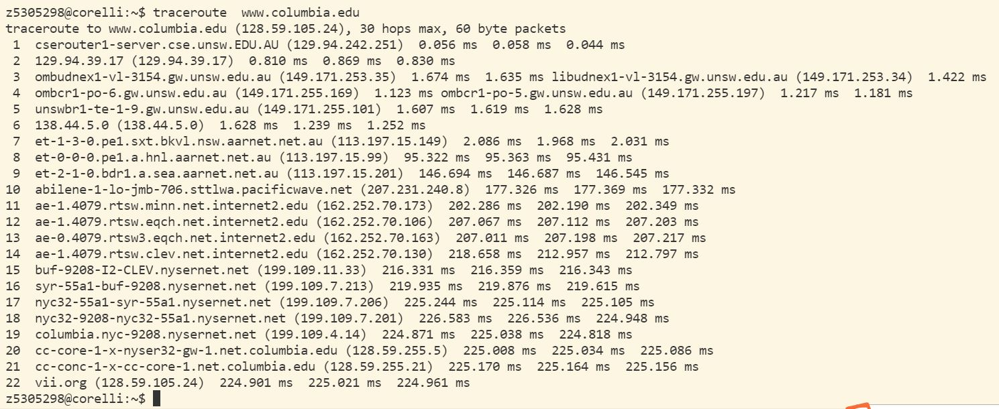 z5305298@corelli:~$ traceroute  www.columbia.edu
traceroute to www.columbia.edu (128.59.105.24), 30 hops max, 60 byte packets
 1  cserouter1-server.cse.unsw.EDU.AU (129.94.242.251)  0.056 ms  0.058 ms  0.044 ms
 2  129.94.39.17 (129.94.39.17)  0.810 ms  0.869 ms  0.830 ms
 3  ombudnex1-vl-3154.gw.unsw.edu.au (149.171.253.35)  1.674 ms  1.635 ms libudnex1-vl-3154.gw.unsw.edu.au (149.171.253.34)  1.422 ms
 4  ombcr1-po-6.gw.unsw.edu.au (149.171.255.169)  1.123 ms ombcr1-po-5.gw.unsw.edu.au (149.171.255.197)  1.217 ms  1.181 ms
 5  unswbr1-te-1-9.gw.unsw.edu.au (149.171.255.101)  1.607 ms  1.619 ms  1.628 ms
 6  138.44.5.0 (138.44.5.0)  1.628 ms  1.239 ms  1.252 ms
 7  et-1-3-0.pe1.sxt.bkvl.nsw.aarnet.net.au (113.197.15.149)  2.086 ms  1.968 ms  2.031 ms
 8  et-0-0-0.pe1.a.hnl.aarnet.net.au (113.197.15.99)  95.322 ms  95.363 ms  95.431 ms
 9  et-2-1-0.bdr1.a.sea.aarnet.net.au (113.197.15.201)  146.694 ms  146.687 ms  146.545 ms
10  abilene-1-lo-jmb-706.sttlwa.pacificwave.net (207.231.240.8)  177.326 ms  177.369 ms  177.332 ms
11  ae-1.4079.rtsw.minn.net.internet2.edu (162.252.70.173)  202.286 ms  202.190 ms  202.349 ms
12  ae-1.4079.rtsw.eqch.net.internet2.edu (162.252.70.106)  207.067 ms  207.112 ms  207.203 ms
13  ae-0.4079.rtsw3.eqch.net.internet2.edu (162.252.70.163)  207.011 ms  207.198 ms  207.217 ms
14  ae-1.4079.rtsw.clev.net.internet2.edu (162.252.70.130)  218.658 ms  212.957 ms  212.797 ms
15  buf-9208-I2-CLEV.nysernet.net (199.109.11.33)  216.331 ms  216.359 ms  216.343 ms
16  syr-55a1-buf-9208.nysernet.net (199.109.7.213)  219.935 ms  219.876 ms  219.615 ms
17  nyc32-55a1-syr-55a1.nysernet.net (199.109.7.206)  225.244 ms  225.114 ms  225.105 ms
18  nyc32-9208-nyc32-55a1.nysernet.net (199.109.7.201)  226.583 ms  226.536 ms  224.948 ms
19  columbia.nyc-9208.nysernet.net (199.109.4.14)  224.871 ms  225.038 ms  224.818 ms
20  cc-core-1-x-nyser32-gw-1.net.columbia.edu (128.59.255.5)  225.008 ms  225.034 ms  225.086 ms
21  cc-conc-1-x-cc-core-1.net.columbia.edu (128.59.255.21)  225.170 ms  225.164 ms  225.156 ms
22  vii.org (128.59.105.24)  224.901 ms  225.021 ms  224.961 ms
z5305298@corelli:~$